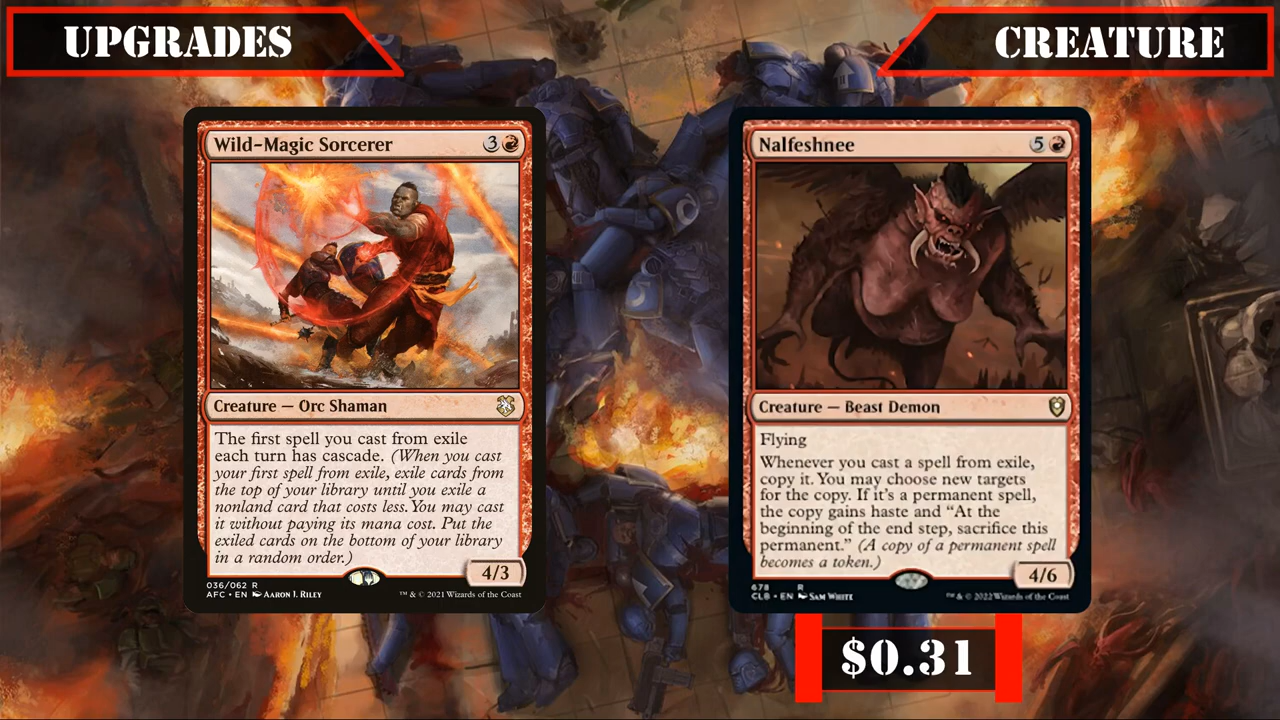 UPGRADES
CREATURE
Wild-Magic Sorcerer
3
Creature — Orc Shaman
The first spell you cast from exile
each turn has cascade. (When you cast
your first spell from exile, exile cards from
the top of your library until you exile a
nonland card that costs less. You may cast
it without paying its mana cost. Put the
exiled cards on the bottom of your library
in a random order.)
4/3
036/062 R
AFC • EN AARON J. RILEY
™ & © 2021 Wizards of the Coast
Nalfeshnee
5
Creature — Beast Demon
Flying
Whenever you cast a spell from exile,
copy it. You may choose new targets
for the copy. If it's a permanent spell,
the copy gains haste and “At the
beginning of the end step, sacrifice this
permanent.” (A copy of a permanent spell
becomes a token.)
4/6
678 R
CLB • EN SAM WHITE
™ & © 2022 Wizards of the Coast
$0.31